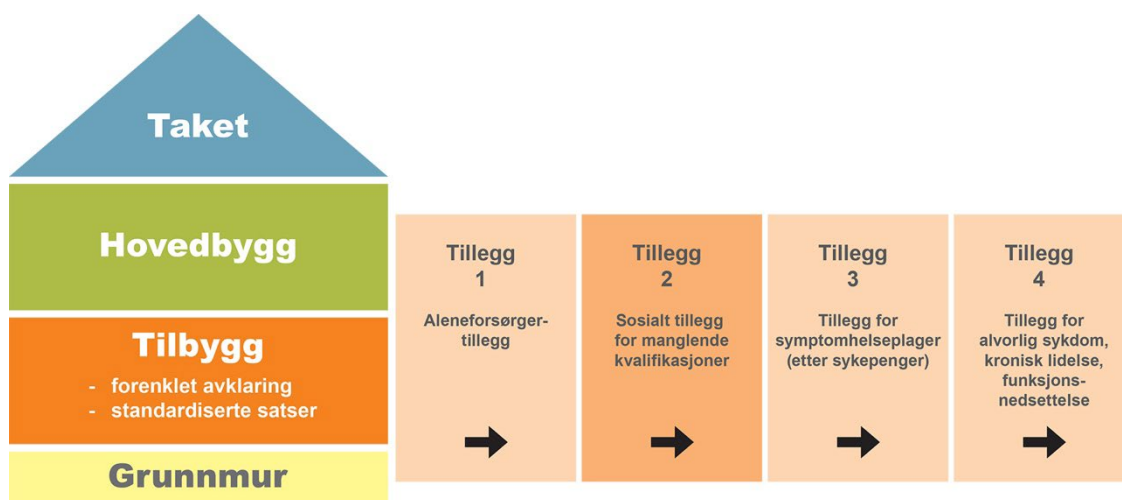 Taket
Hovedbygg
Tilbygg
- forenklet avklaring
- standardiserte satser
Grunnmur
Tillegg
1
Aleneforsørger-
tillegg
Tillegg
2
Sosialt tillegg
for manglende
kvalifikasjoner
Tillegg
3
Tillegg for
symptomhelseplager
(etter sykepenger)
Tillegg
4
Tillegg for
alvorlig sykdom,
kronisk lidelse,
funksjons-
nedsettelse